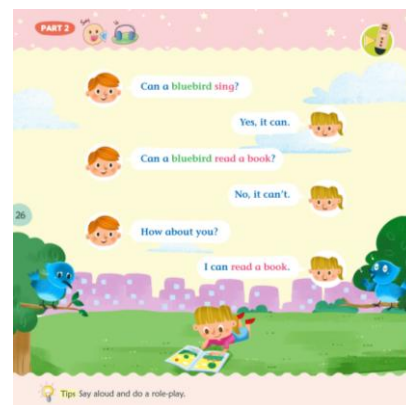 PART 2
Say
Can a bluebird sing?
Yes, it can.
Can a bluebird read a book?
No, it can't.
How about you?
I can read a book.
26
Tips Say aloud and do a role-play.